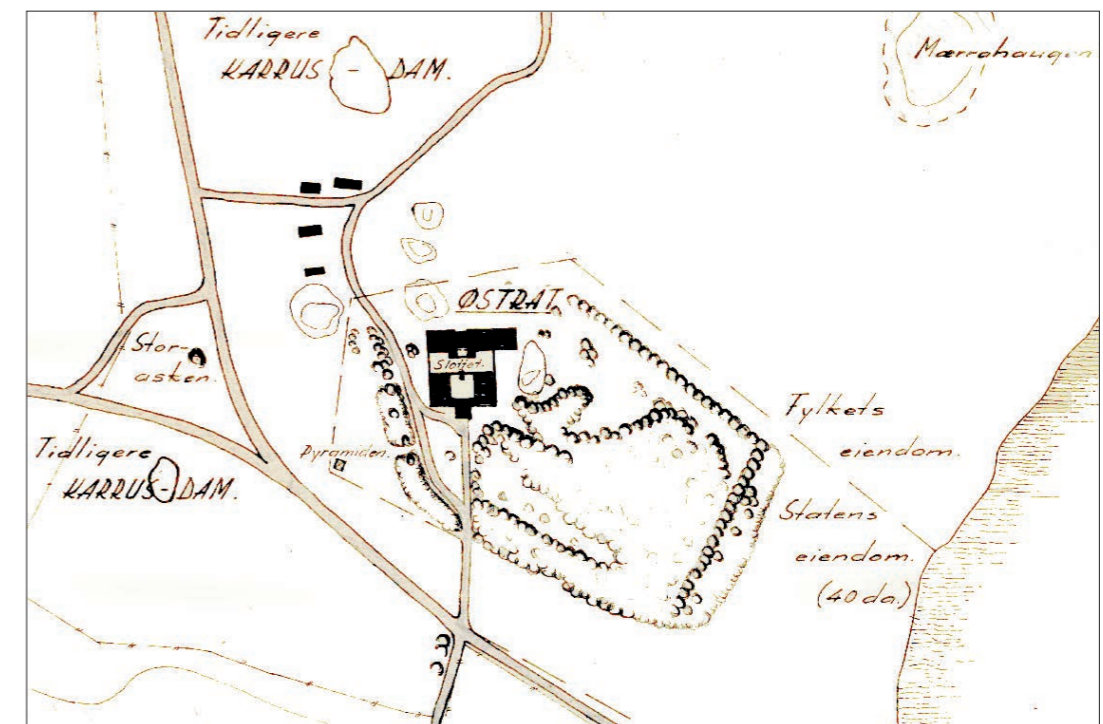 Tidligere
KARRUS - DAM.
Mærrahaugen
ØSTRAT
Slottet.
Stor-
asken.
Fylkets
eiendom.
Tidligere
KARRUS-DAM.
Pyramiden.
Statens
eiendom.
(40 da.)